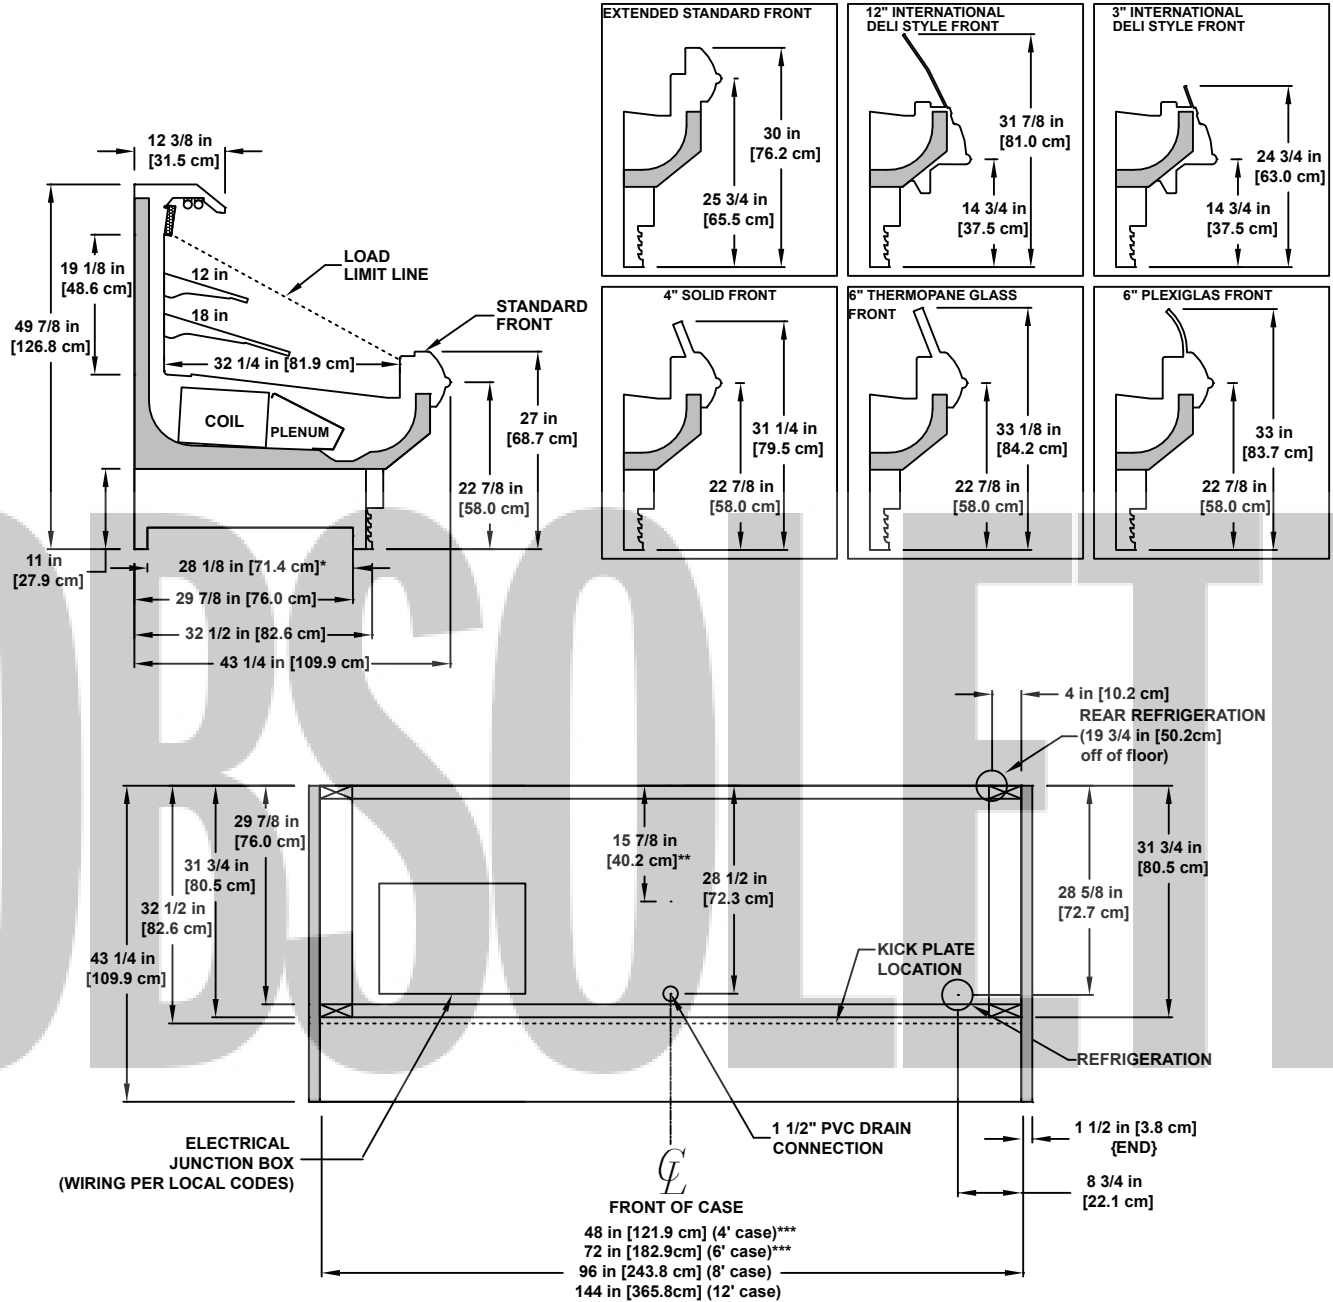 EXTENDED STANDARD FRONT
30 in
[76.2 cm]
25 3/4 in
[65.5 cm]
12" INTERNATIONAL
DELI STYLE FRONT
31 7/8 in
[81.0 cm]
14 3/4 in
[37.5 cm]
3" INTERNATIONAL
DELI STYLE FRONT
24 3/4 in
[63.0 cm]
14 3/4 in
[37.5 cm]
12 3/8 in
[31.5 cm]
19 1/8 in
[48.6 cm]
49 7/8 in
[126.8 cm]
12 in
18 in
LOAD
LIMIT LINE
STANDARD
FRONT
32 1/4 in [81.9 cm]
COIL
PLENUM
27 in
[68.7 cm]
22 7/8 in
[58.0 cm]
11 in
[27.9 cm]
28 1/8 in [71.4 cm]*
29 7/8 in [76.0 cm]
32 1/2 in [82.6 cm]
43 1/4 in [109.9 cm]
4" SOLID FRONT
31 1/4 in
[79.5 cm]
22 7/8 in
[58.0 cm]
6" THERMOPANE GLASS
FRONT
33 1/8 in
[84.2 cm]
22 7/8 in
[58.0 cm]
6" PLEXIGLAS FRONT
33 in
[83.7 cm]
22 7/8 in
[58.0 cm]
OBSOLETE
4 in [10.2 cm]
REAR REFRIGERATION
(19 3/4 in [50.2cm]
off of floor)
29 7/8 in
[76.0 cm]
31 3/4 in
[80.5 cm]
32 1/2 in
[82.6 cm]
43 1/4 in
[109.9 cm]
15 7/8 in
[40.2 cm]**
28 1/2 in
[72.3 cm]
31 3/4 in
[80.5 cm]
28 5/8 in
[72.7 cm]
KICK PLATE
LOCATION
REFRIGERATION
ELECTRICAL
JUNCTION BOX
(WIRING PER LOCAL CODES)
1 1/2" PVC DRAIN
CONNECTION
1 1/2 in [3.8 cm]
{END}
8 3/4 in
[22.1 cm]
CL
FRONT OF CASE
48 in [121.9 cm] (4' case)***
72 in [182.9cm] (6' case)***
96 in [243.8 cm] (8' case)
144 in [365.8cm] (12' case)